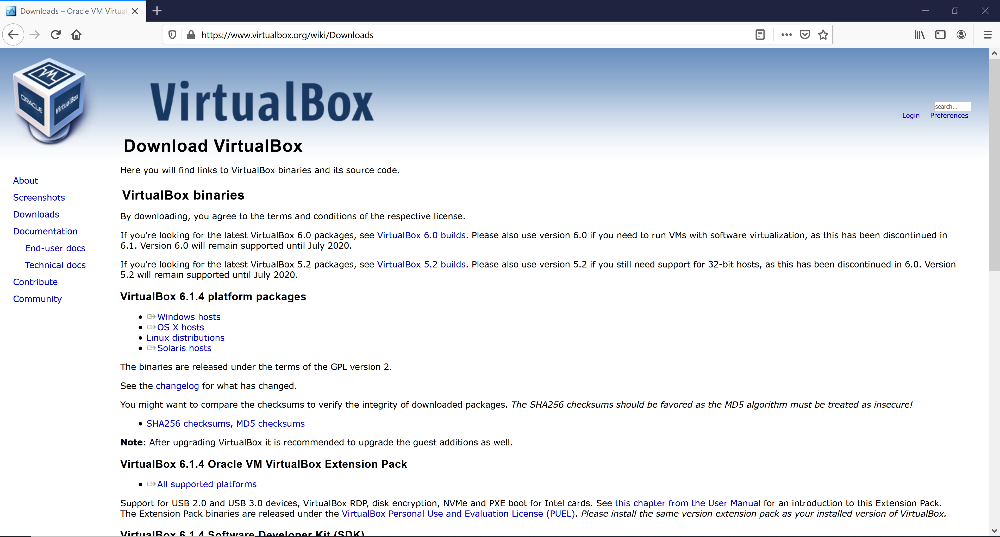 Downloads – Oracle VM Virtual
https://www.virtualbox.org/wiki/Downloads
ORACLE
VirtualBox
VirtualBox
search...
Login Preferences
Download VirtualBox
Here you will find links to VirtualBox binaries and its source code.
About
Screenshots
Downloads
Documentation
End-user docs
Technical docs
Contribute
Community
VirtualBox binaries
By downloading, you agree to the terms and conditions of the respective license.
If you're looking for the latest VirtualBox 6.0 packages, see VirtualBox 6.0 builds. Please also use version 6.0 if you need to run VMs with software virtualization, as this has been discontinued in
6.1. Version 6.0 will remain supported until July 2020.
If you're looking for the latest VirtualBox 5.2 packages, see VirtualBox 5.2 builds. Please also use version 5.2 if you still need support for 32-bit hosts, as this has been discontinued in 6.0. Version
5.2 will remain supported until July 2020.
VirtualBox 6.1.4 platform packages
• Windows hosts
• OS X hosts
• Linux distributions
• Solaris hosts
The binaries are released under the terms of the GPL version 2.
See the changelog for what has changed.
You might want to compare the checksums to verify the integrity of downloaded packages. The SHA256 checksums should be favored as the MD5 algorithm must be treated as insecure!
• SHA256 checksums, MD5 checksums
Note: After upgrading VirtualBox it is recommended to upgrade the guest additions as well.
VirtualBox 6.1.4 Oracle VM VirtualBox Extension Pack
• All supported platforms
Support for USB 2.0 and USB 3.0 devices, VirtualBox RDP, disk encryption, NVMe and PXE boot for Intel cards. See this chapter from the User Manual for an introduction to this Extension Pack.
The Extension Pack binaries are released under the VirtualBox Personal Use and Evaluation License (PUEL). Please install the same version extension pack as your installed version of VirtualBox.
VirtualBox 6.1.4 Software Developer Kit (SDK)